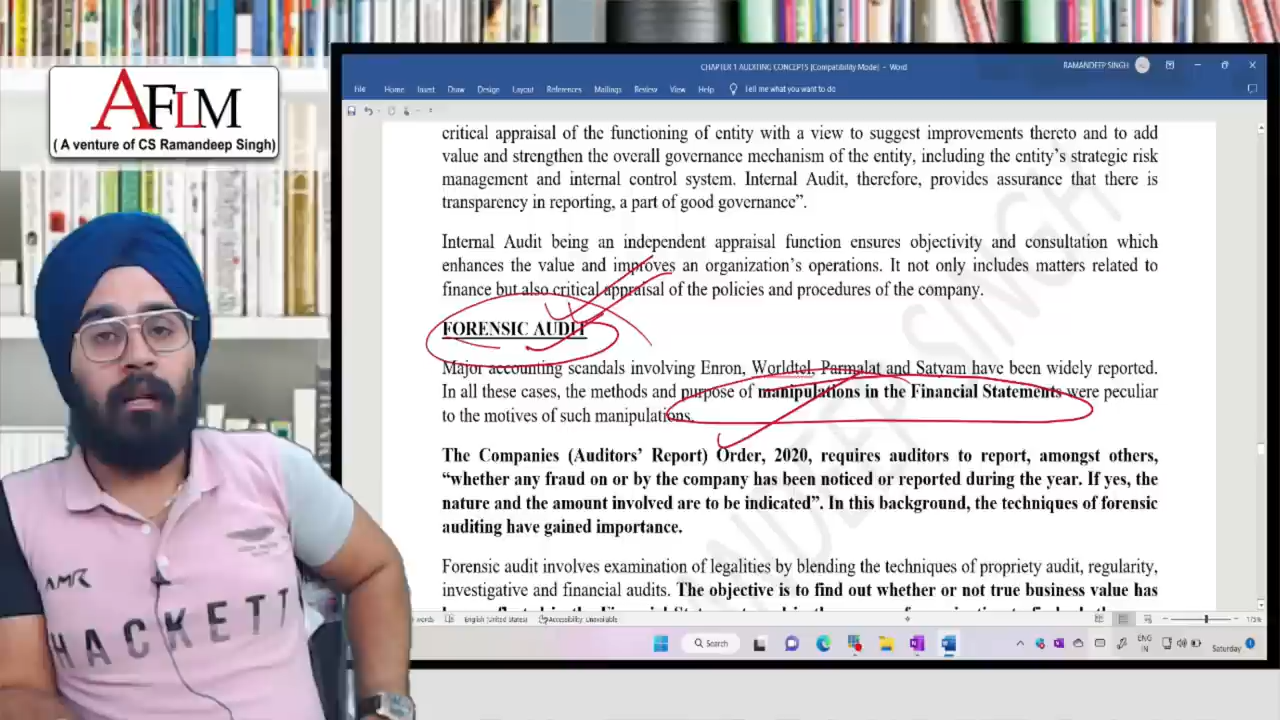 AFLM
( A venture of CS Ramandeep Singh)
CHAPTER 1 AUDITING CONCEPTS [Compatibility Mode] - Word
RAMANDEEP SINGH
File Home Insert Draw Design Layout References Mailings Review View Help Tell me what you want to do
critical appraisal of the functioning of entity with a view to suggest improvements thereto and to add
value and strengthen the overall governance mechanism of the entity, including the entity's strategic risk
management and internal control system. Internal Audit, therefore, provides assurance that there is
transparency in reporting, a part of good governance”.
Internal Audit being an independent appraisal function ensures objectivity and consultation which
enhances the value and improves an organization's operations. It not only includes matters related to
finance but also critical appraisal of the policies and procedures of the company.
FORENSIC AUDIT
Major accounting scandals involving Enron, Worldtel, Parmalat and Satyam have been widely reported.
In all these cases, the methods and purpose of manipulations in the Financial Statements were peculiar
to the motives of such manipulations.
The Companies (Auditors' Report) Order, 2020, requires auditors to report, amongst others,
“whether any fraud on or by the company has been noticed or reported during the year. If yes, the
nature and the amount involved are to be indicated”. In this background, the techniques of forensic
auditing have gained importance.
Forensic audit involves examination of legalities by blending the techniques of propriety audit, regularity,
investigative and financial audits. The objective is to find out whether or not true business value has
words English (United States) Accessibility: Unavailable 175%
Search
ENG
IN
Saturday
AMR
HACKETT